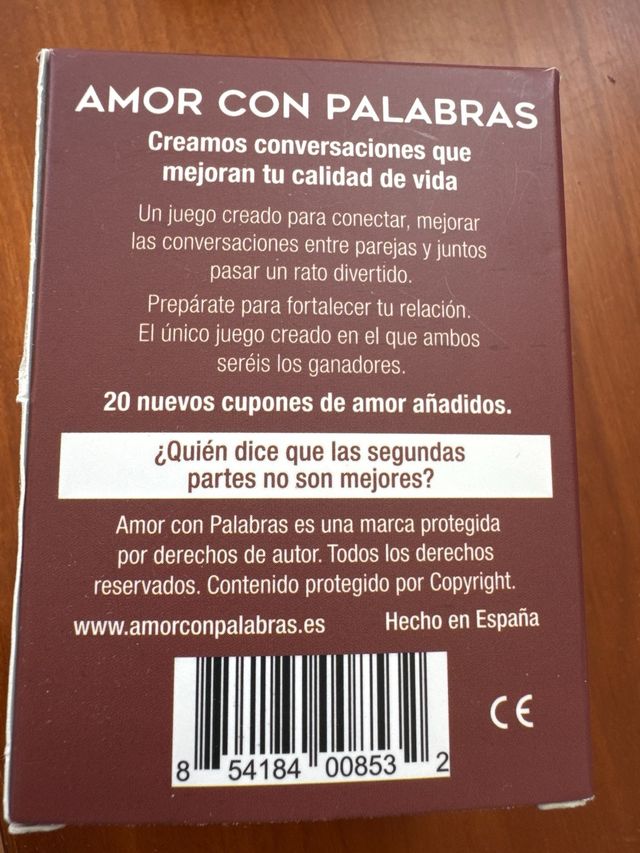 AMOR CON PALABRAS
Creamos conversaciones que
mejoran tu calidad de vida
Un juego creado para conectar, mejorar
las conversaciones entre parejas y juntos
pasar un rato divertido.
Prepárate para fortalecer tu relación.
El único juego creado en el que ambos
seréis los ganadores.
20 nuevos cupones de amor añadidos.
¿Quién dice que las segundas
partes no son mejores?
Amor con Palabras es una marca protegida
por derechos de autor. Todos los derechos
reservados. Contenido protegido por Copyright.
www.amorconpalabras.es Hecho en España
CE
8 54184 00853 2